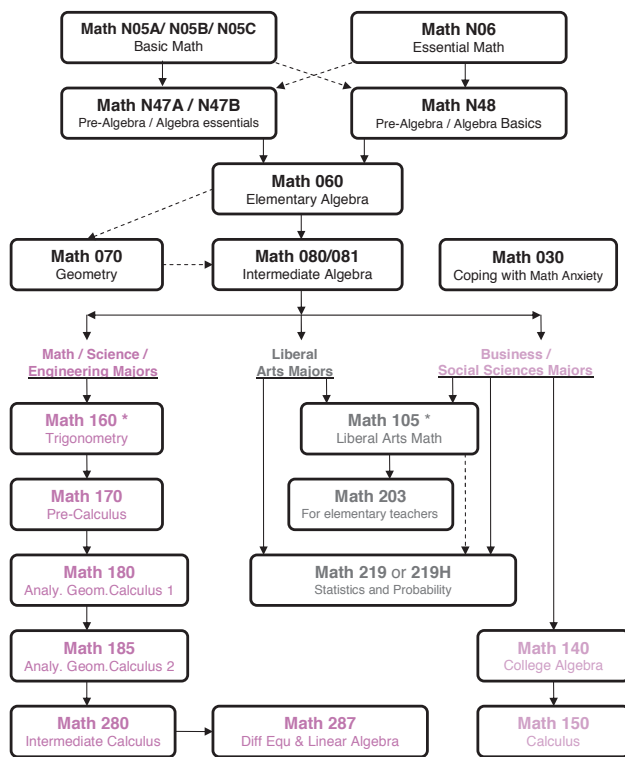 Math N05A/ N05B/ N05C
Basic Math
Math N06
Essential Math
Math N47A / N47B
Pre-Algebra / Algebra essentials
Math N48
Pre-Algebra / Algebra Basics
Math 060
Elementary Algebra
Math 070
Geometry
Math 080/081
Intermediate Algebra
Math 030
Coping with Math Anxiety
Math / Science /
Engineering Majors
Liberal
Arts Majors
Business /
Social Sciences Majors
Math 160 *
Trigonometry
Math 105 *
Liberal Arts Math
Math 170
Pre-Calculus
Math 203
For elementary teachers
Math 180
Analy. Geom.Calculus 1
Math 219 or 219H
Statistics and Probability
Math 185
Analy. Geom.Calculus 2
Math 140
College Algebra
Math 280
Intermediate Calculus
Math 287
Diff Equ & Linear Algebra
Math 150
Calculus